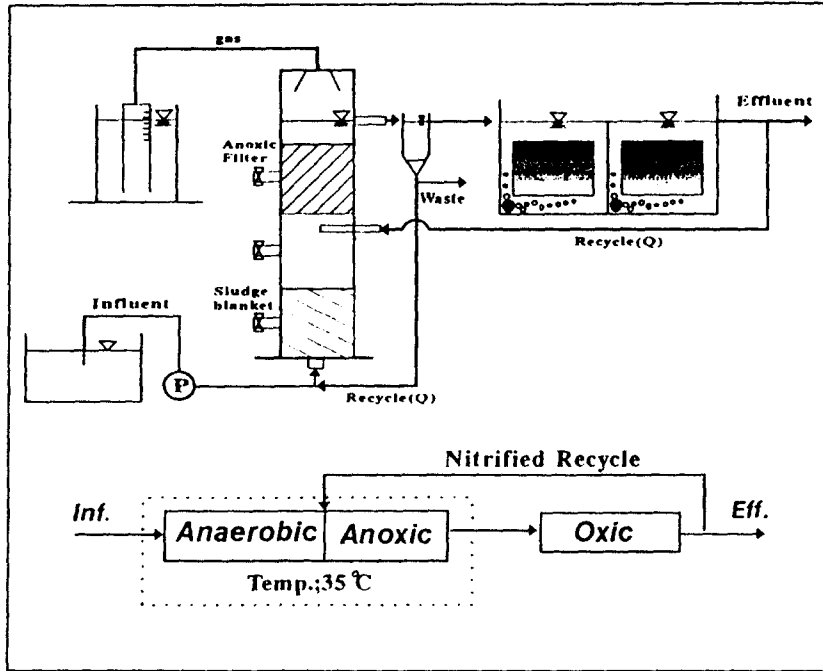 gas
Effluent
Anoxic
Filter
Waste
Recycle(Q)
Sludge
blanket
Influent
P
Recycle(Q)
Nitrified Recycle
Inf.
Anaerobic
Anoxic
Oxic
Eff.
Temp.;35℃